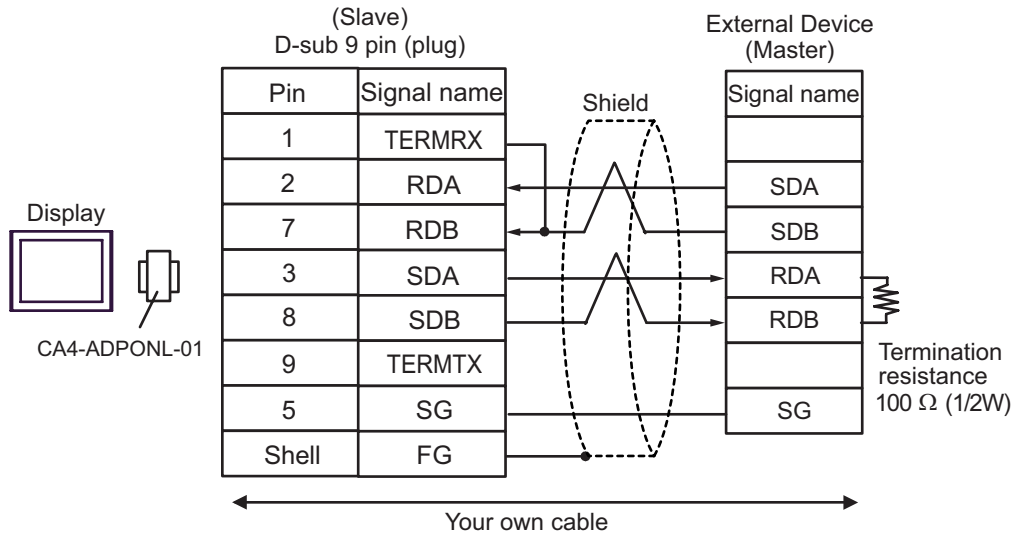 (Slave)
D-sub 9 pin (plug)
External Device
(Master)
Pin Signal name
Shield
Signal name
1 TERMRX
2 RDA
SDA
7 RDB
SDB
3 SDA
RDA
8 SDB
RDB
9 TERMTX
5 SG
SG
Shell FG
Display
CA4-ADPONL-01
Termination
resistance
100 Ω (1/2W)
Your own cable